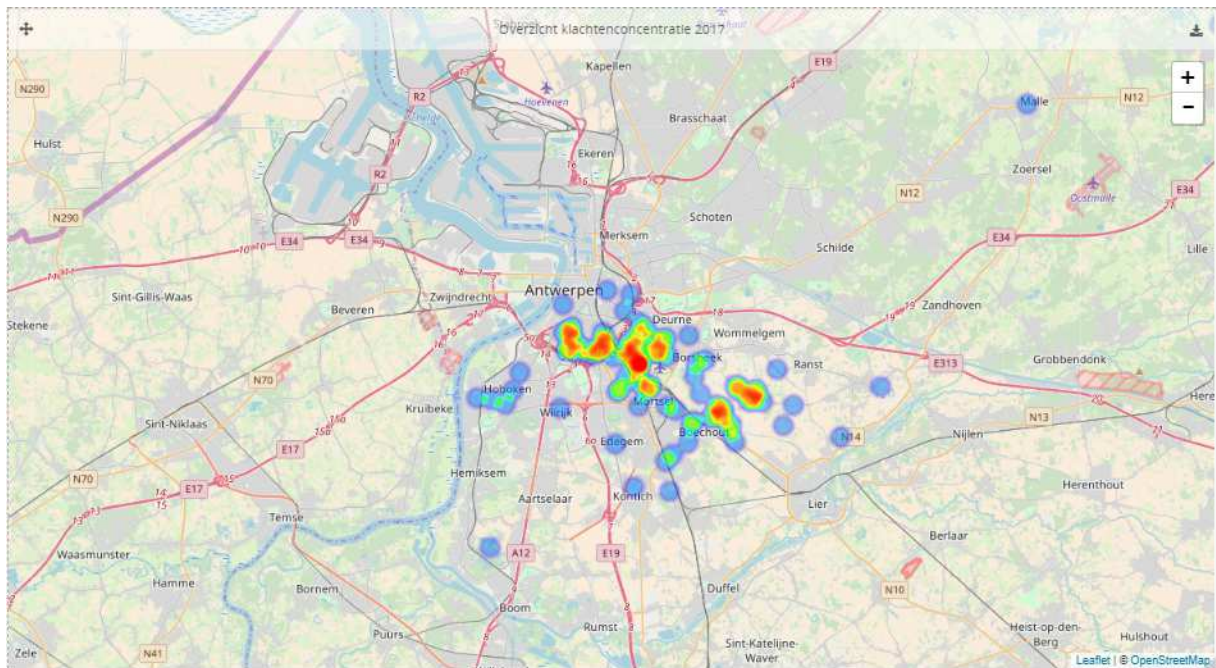 Overzicht klachtenconcentratie 2017
Kapellen
E19
+
−
N290
R2
Hoevenen
Malle
N12
Brasschaat
Hulst
Schelde
Ekeren
Zoersel
R2
N12
Oostmalle
E34
N290
Schoten
Merksem
E34
E34
E34
Schilde
Lille
Sint-Gillis-Waas
Beveren
Zwijndrecht
Antwerpen
Zandhoven
Stekene
Deurne
Wommelgem
Borsbeek
Ranst
E313
Grobbendonk
N70
Hoboken
Mortsel
Kruibeke
Wilrijk
N13
Sint-Niklaas
Boechout
N14
Nijlen
E17
Edegem
N70
Hemiksem
E17
Aartselaar
Kontich
Lier
Herenthout
Temse
Berlaar
Waasmunster
A12
E19
Hamme
Bornem
Duffel
N10
Boom
Puurs
Rumst
Heist-op-den-
Berg
Hulshout
Zele
N41
Sint-Katelijne-
Waver
Leaflet | © OpenStreetMap